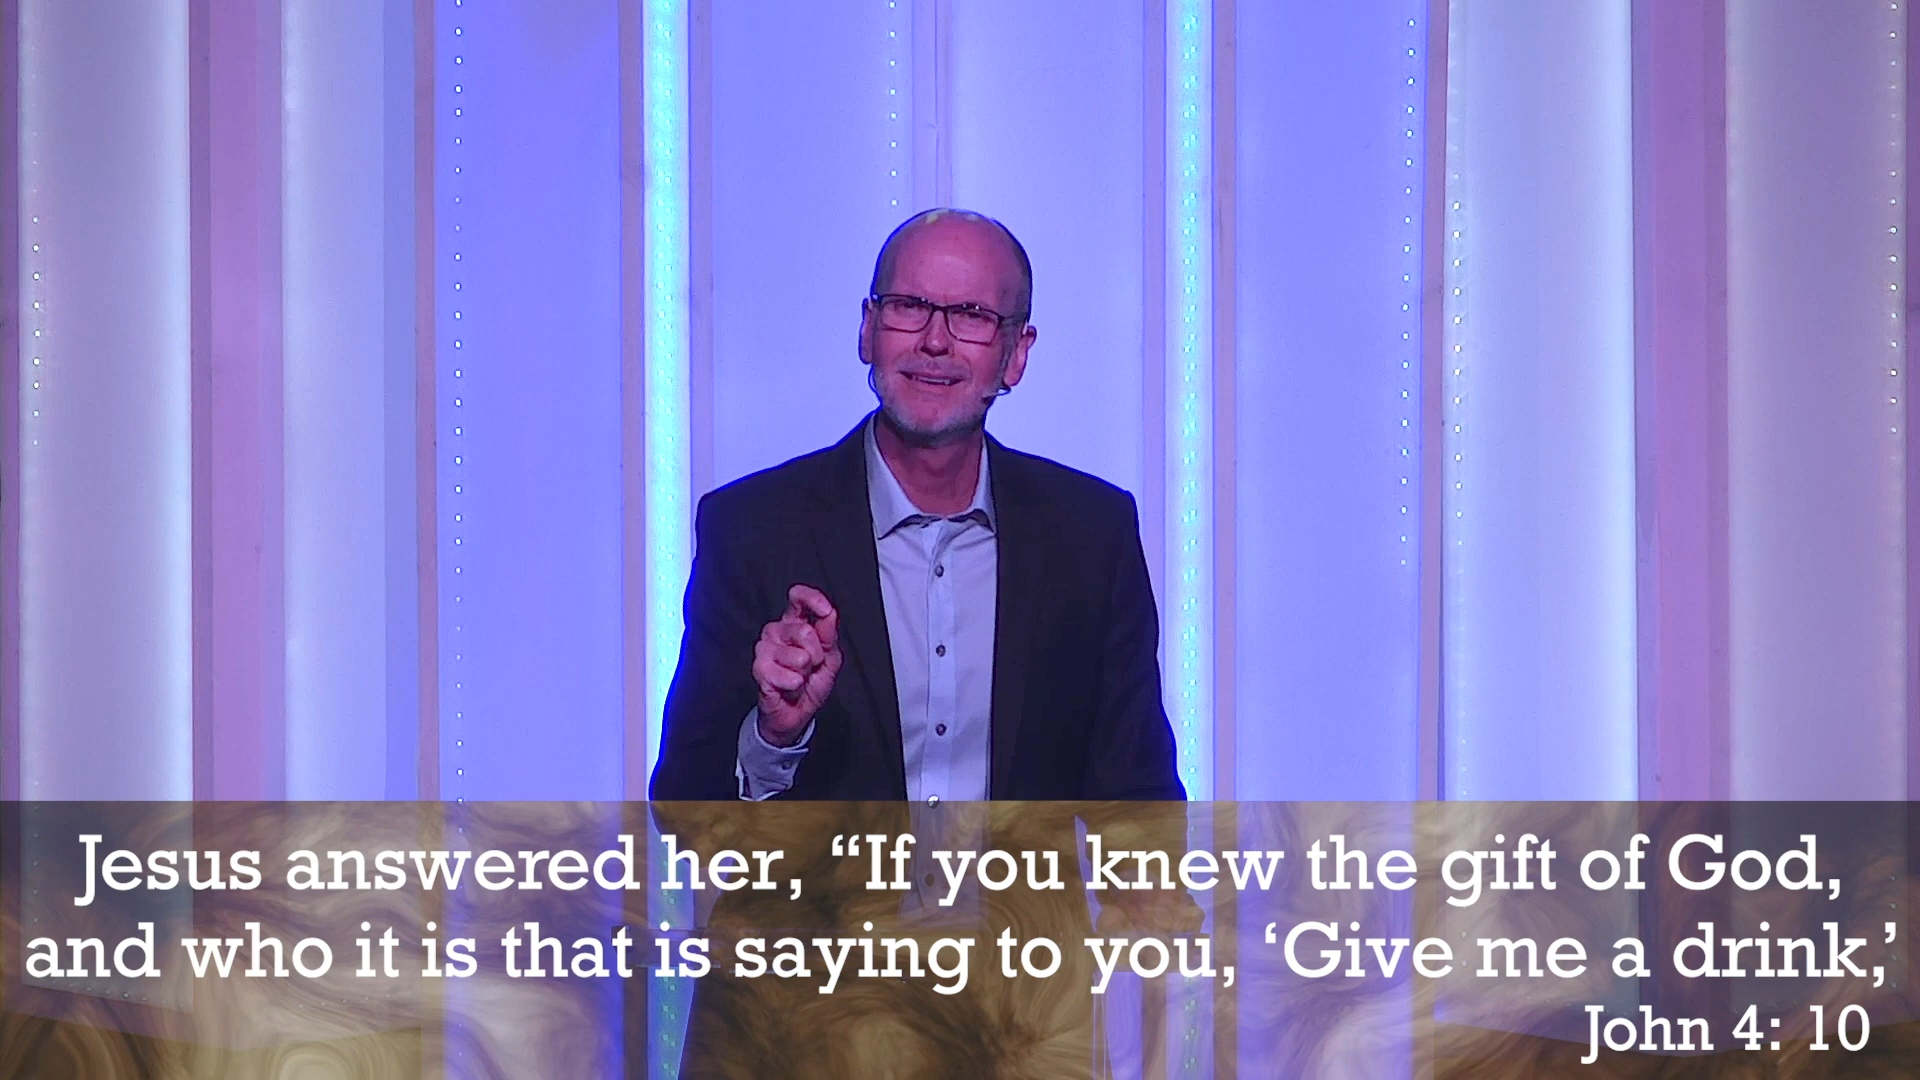 Jesus answered her, “If you knew the gift of God,
and who it is that is saying to you, ‘Give me a drink,’
John 4: 10